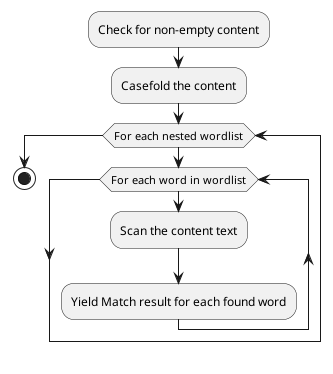 Check for non-empty content
Casefold the content
For each nested wordlist
For each word in wordlist
Scan the content text
Yield Match result for each found word